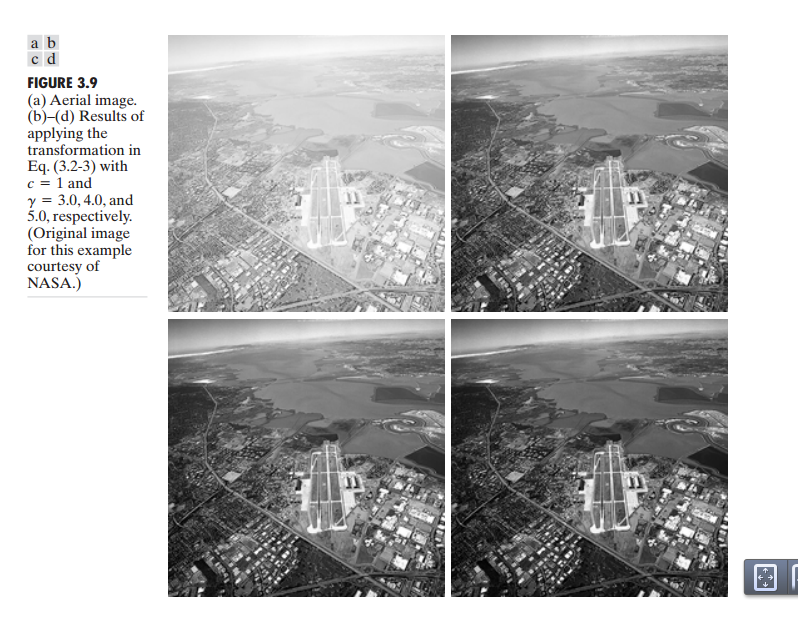 a b
c d
FIGURE 3.9
(a) Aerial image.
(b)–(d) Results of
applying the
transformation in
Eq. (3.2-3) with
c = 1 and
γ = 3.0, 4.0, and
5.0, respectively.
(Original image
for this example
courtesy of
NASA.)